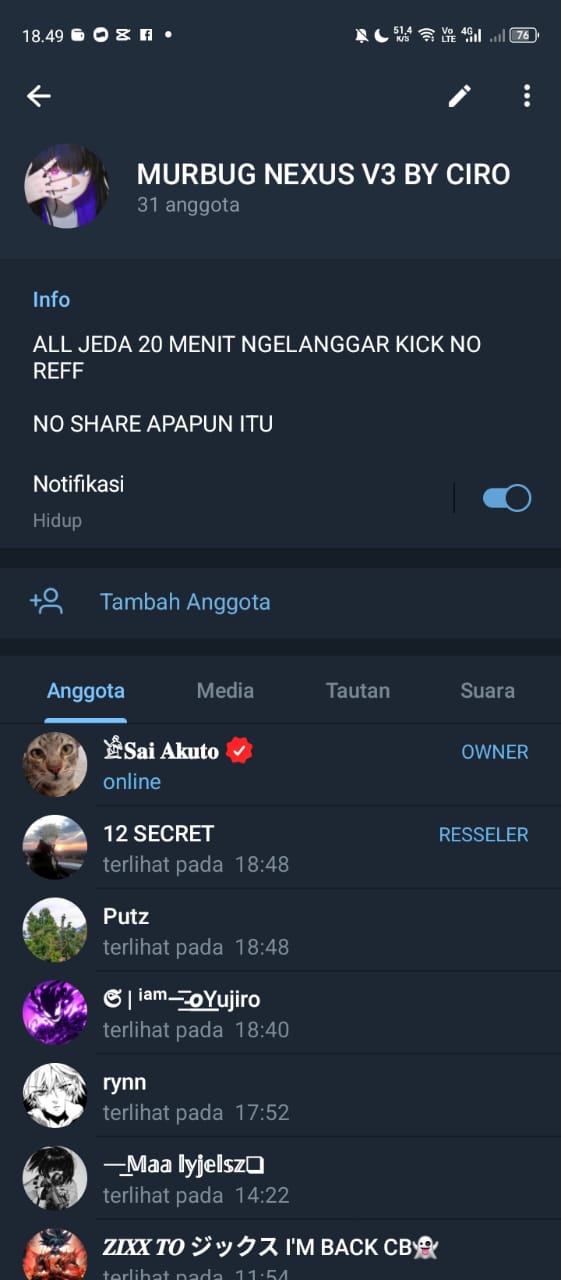 18.49
51,4 K/S
Vo LTE
4G
76
MURBUG NEXUS V3 BY CIRO
31 anggota
Info
ALL JEDA 20 MENIT NGELANGGAR KICK NO
REFF
NO SHARE APAPUN ITU
Notifikasi
Hidup
Tambah Anggota
Anggota Media Tautan Suara
𝐒𝐚𝐢 𝐀𝐤𝐮𝐭𝐨 OWNER
online
12 SECRET RESSELER
terlihat pada 18:48
Putz
terlihat pada 18:48
| ⁱᵃᵐ Yujiro
terlihat pada 18:40
rynn
terlihat pada 17:52
𝕄𝕒𝕒 𝕝𝕪𝕛𝕖𝕝𝕤𝕫
terlihat pada 14:22
𝒁𝑰𝑿𝑿 𝑻𝑶 ジックス I'M BACK CB👻
terlihat pada 11:54